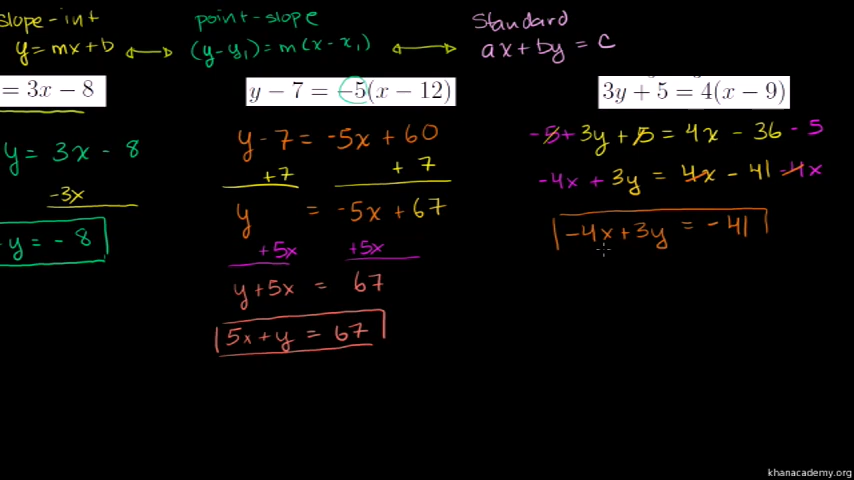 slope-int
y = mx + b
= 3x − 8
y = 3x - 8
-3x
-y = -8
point-slope
(y-y₁) = m(x-x₁)
y − 7 = −5(x − 12)
y-7 = -5x + 60
+7 + 7
y = -5x + 67
+5x +5x
y+5x = 67
5x+y = 67
Standard
ax + by = c
3y + 5 = 4(x − 9)
-5+3y+5 = 4x - 36 - 5
-4x + 3y = 4x - 41 -4x
-4x+3y = -41
khanacademy.org